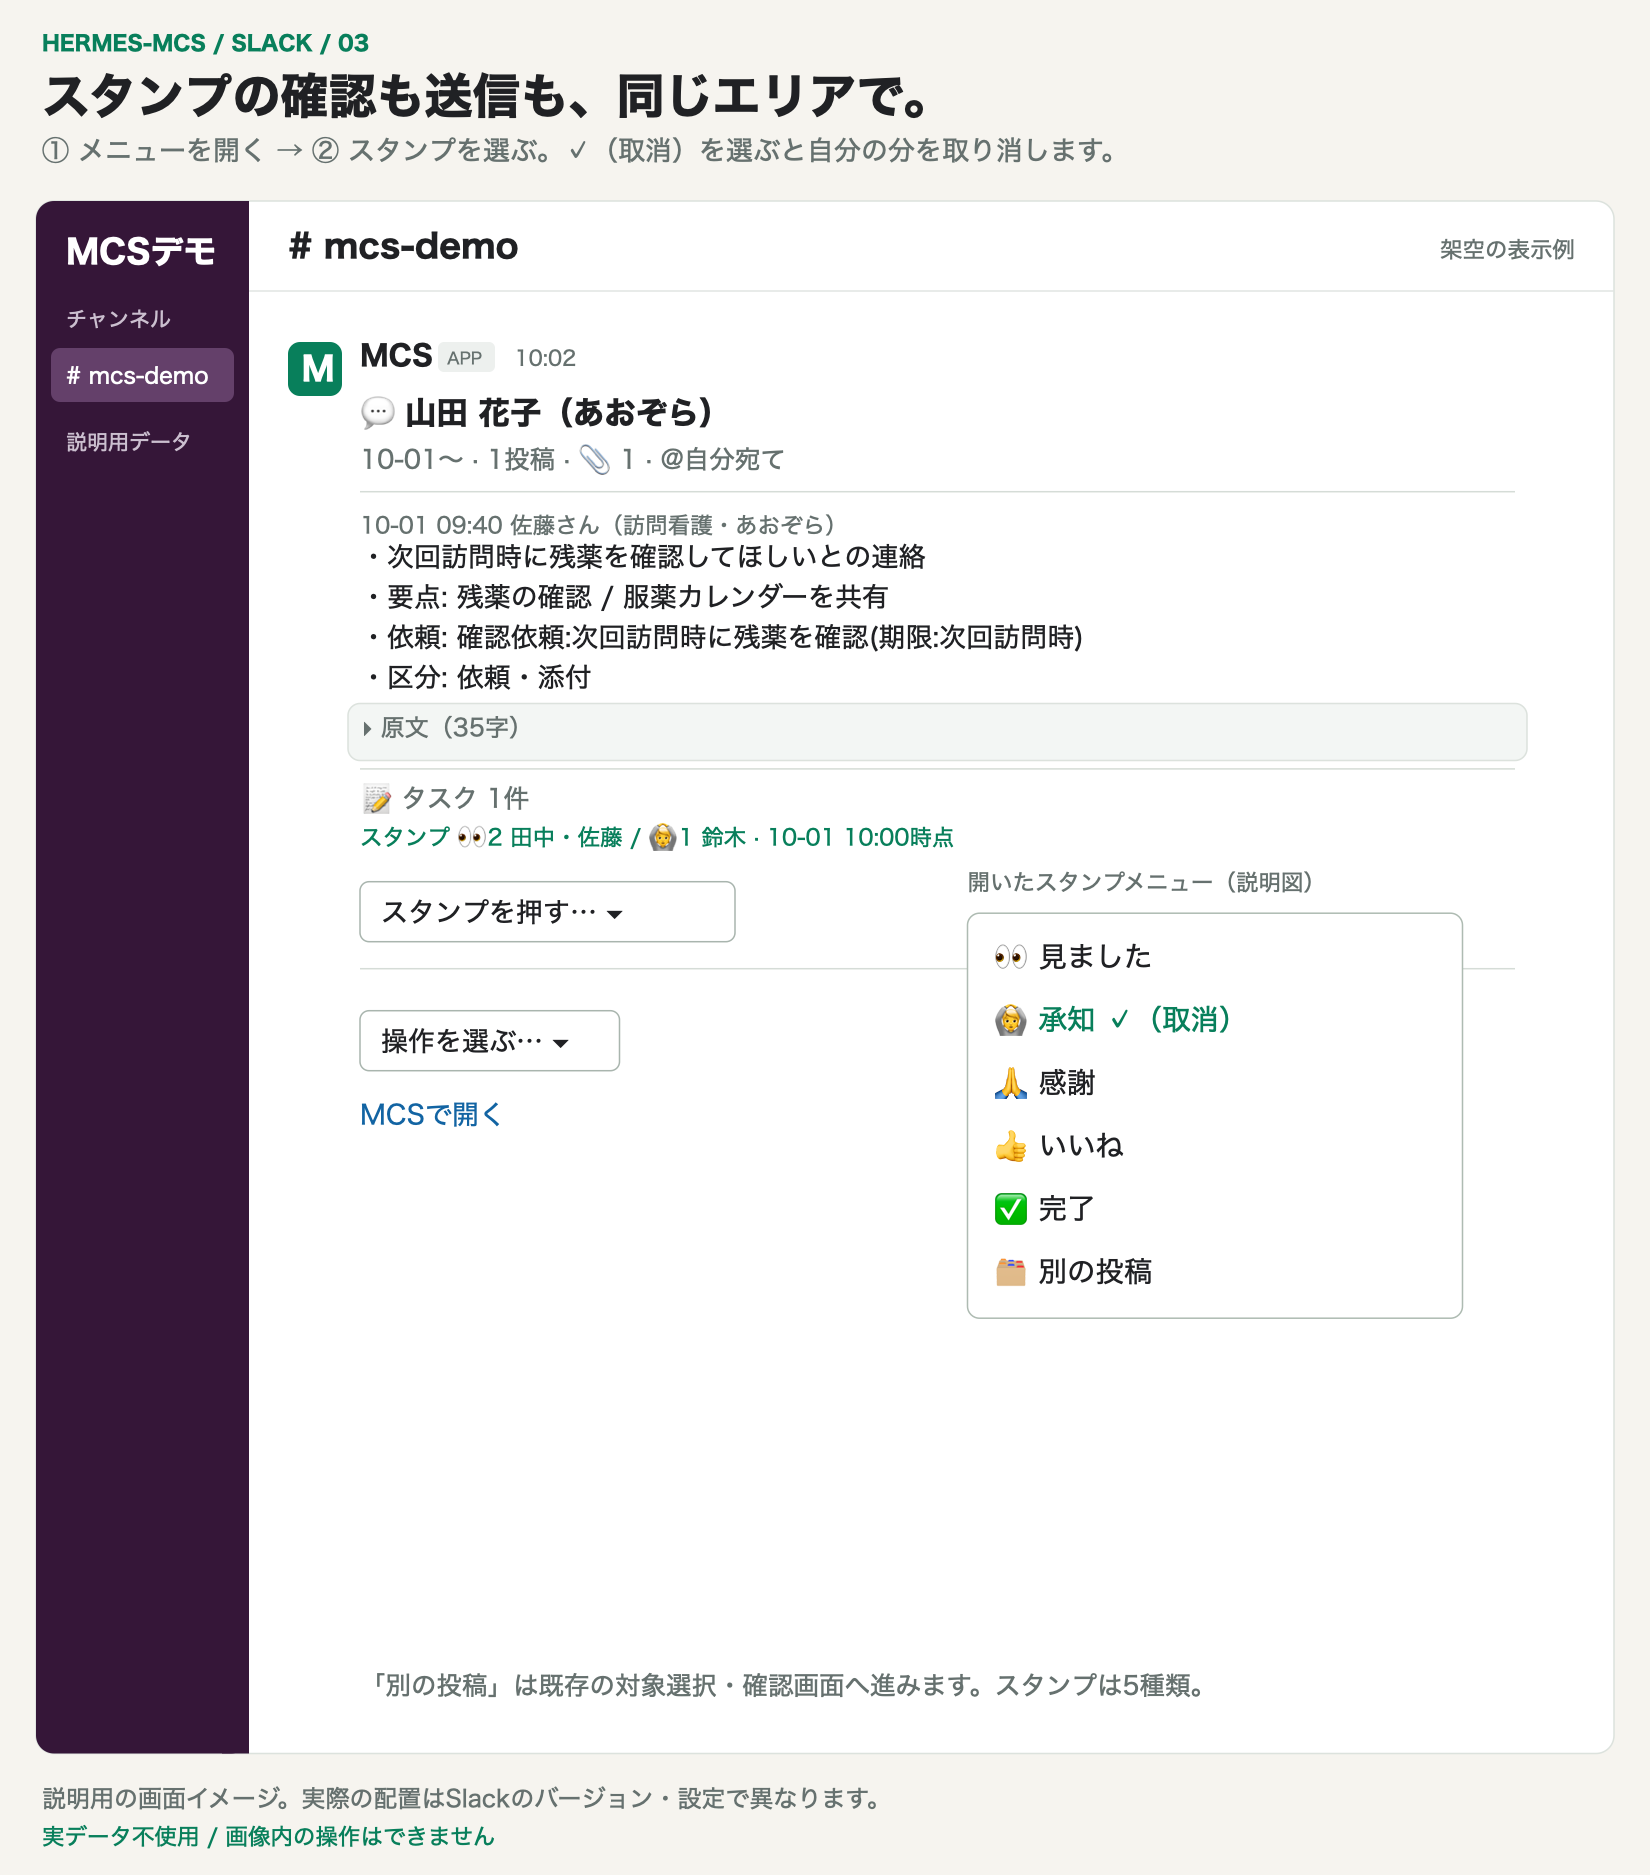 HERMES-MCS / SLACK / 03
スタンプの確認も送信も、同じエリアで。
① メニューを開く → ② スタンプを選ぶ。✓（取消）を選ぶと自分の分を取り消します。
MCSデモ
チャンネル
# mcs-demo
説明用データ
# mcs-demo
架空の表示例
M
MCS APP 10:02
💬 山田 花子（あおぞら）
10-01〜 · 1投稿 · 📎 1 · @自分宛て
10-01 09:40 佐藤さん（訪問看護・あおぞら）
・次回訪問時に残薬を確認してほしいとの連絡
・要点: 残薬の確認 / 服薬カレンダーを共有
・依頼: 確認依頼:次回訪問時に残薬を確認(期限:次回訪問時)
・区分: 依頼・添付
▸ 原文（35字）
📝 タスク 1件
スタンプ 👀2 田中・佐藤 / 🙆1 鈴木 · 10-01 10:00時点
スタンプを押す… ▾
操作を選ぶ… ▾
MCSで開く
開いたスタンプメニュー（説明図）
👀 見ました
🙆 承知 ✓（取消）
🙏 感謝
👍 いいね
✅ 完了
🗂️ 別の投稿
「別の投稿」は既存の対象選択・確認画面へ進みます。スタンプは5種類。
説明用の画面イメージ。実際の配置はSlackのバージョン・設定で異なります。
実データ不使用 / 画像内の操作はできません